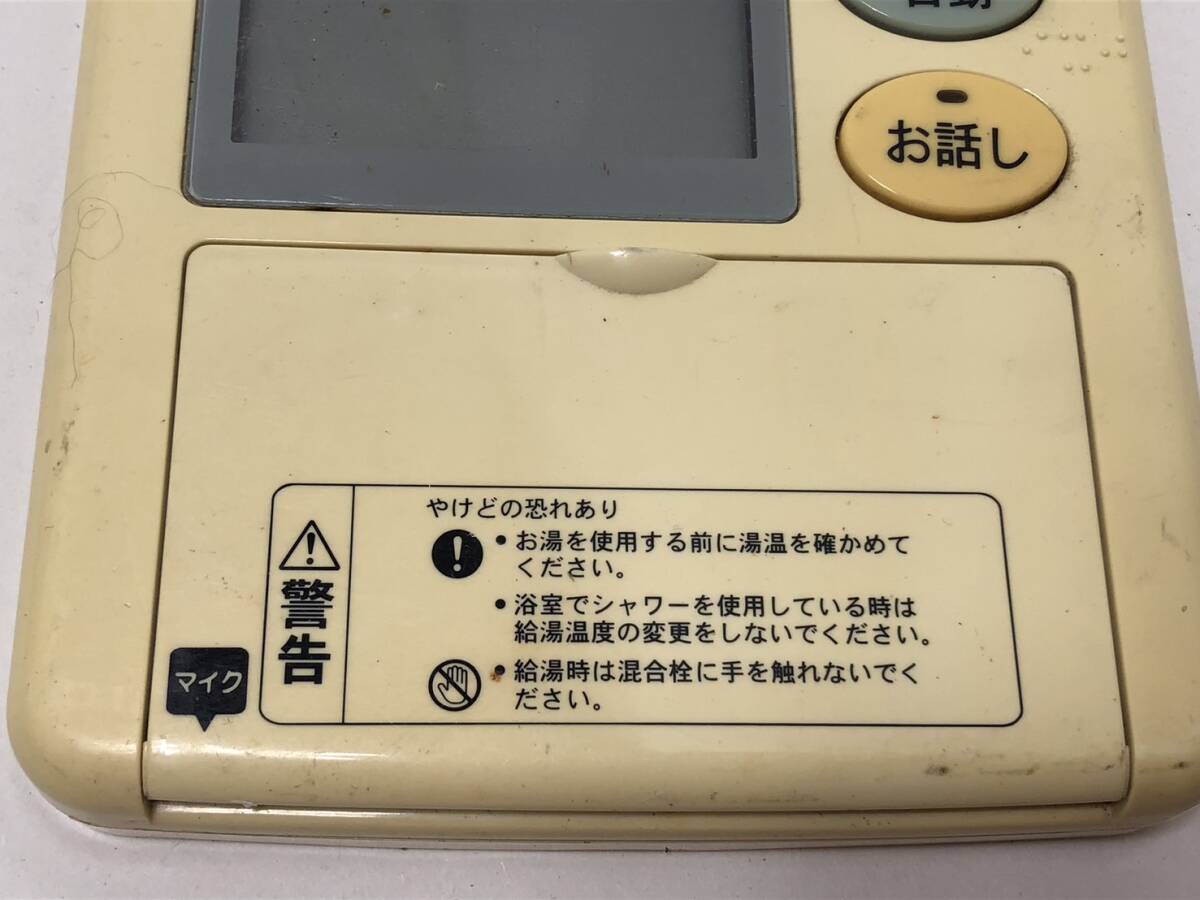 自動
お話し
やけどの恐れあり
• お湯を使用する前に湯温を確かめて
ください。
• 浴室でシャワーを使用している時は
給湯温度の変更をしないでください。
• 給湯時は混合栓に手を触れないでく
ださい。
警告
マイク